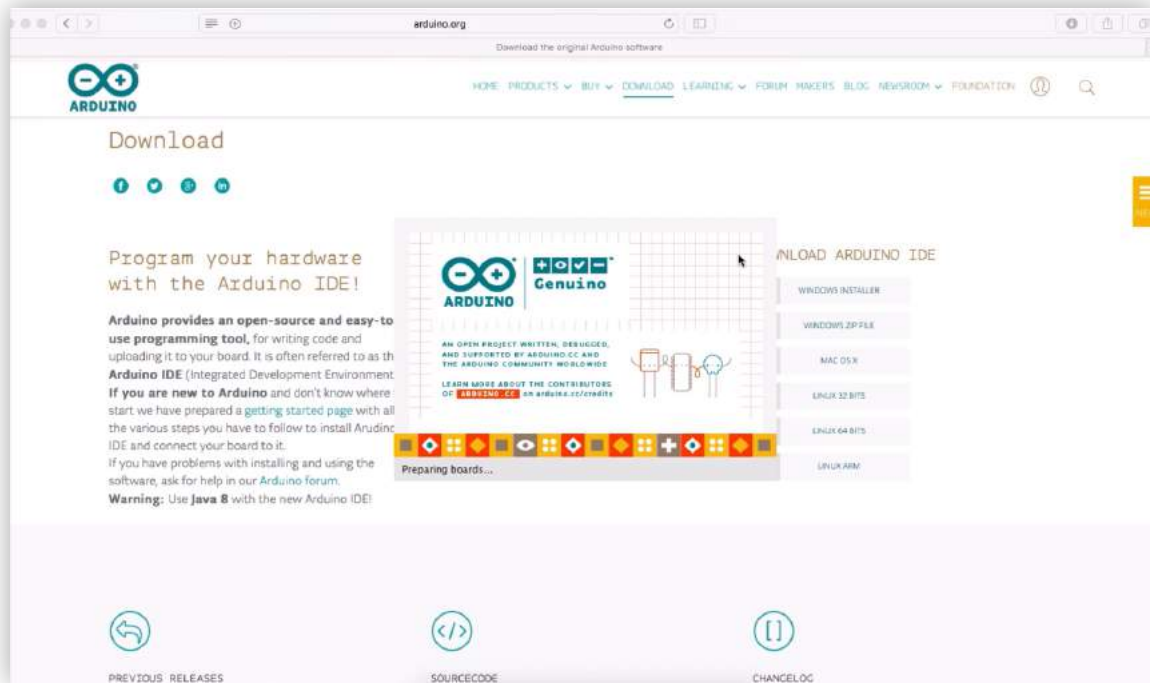 arduino.org
Download the original Arduino software
ARDUINO
HOME PRODUCTS BUY DOWNLOAD LEARNING FORUM MAKERS BLOG NEWSROOM FOUNDATION
Download
Program your hardware
with the Arduino IDE!
Arduino provides an open-source and easy-to
use programming tool, for writing code and
uploading it to your board. It is often referred to as th
Arduino IDE (Integrated Development Environment
If you are new to Arduino and don't know where
start we have prepared a getting started page with all
the various steps you have to follow to install Arudino
IDE and connect your board to it.
If you have problems with installing and using the
software, ask for help in our Arduino forum.
Warning: Use Java 8 with the new Arduino IDE!
ARDUINO
Genuino
AN OPEN PROJECT WRITTEN, DEBUGGED,
AND SUPPORTED BY ARDUINO.CC AND
THE ARDUINO COMMUNITY WORLDWIDE
LEARN MORE ABOUT THE CONTRIBUTORS
OF ARDUINO.CC on arduino.cc/credits
Preparing boards...
NLOAD ARDUINO IDE
WINDOWS INSTALLER
WINDOWS ZIP FILE
MAC OS X
LINUX 32 BITS
LINUX 64 BITS
LINUX ARM
PREVIOUS RELEASES
SOURCECODE
CHANGELOG